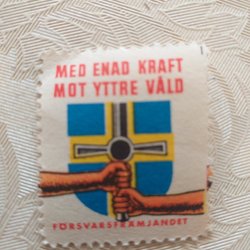 MED ENAD KRAFT
MOT YTTRE VÅLD
FÖRSVARSFRÄMJANDET